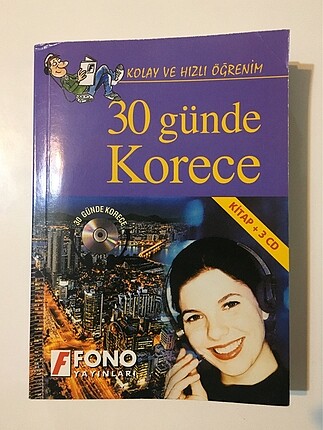 KOLAY VE HIZLI ÖĞRENİM
30 günde
Korece
KİTAP + 3 CD
30 GÜNDE KORECE
FONO
YAYINLARI